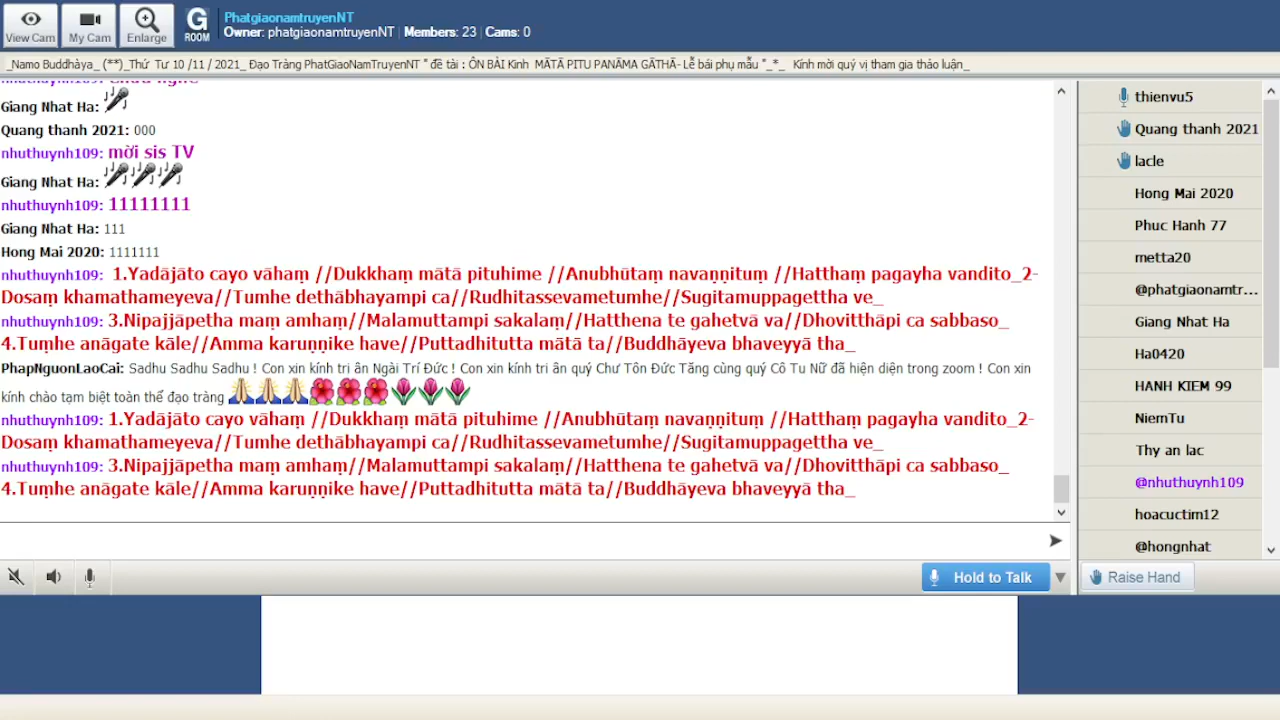 View Cam
My Cam
Enlarge
G
ROOM
PhatgiaonamtruyenNT
Owner: phatgiaonamtruyenNT | Members: 23 | Cams: 0
_Namo Buddhàya_ (**)_Thứ Tư 10 /11 / 2021_ Đạo Tràng PhatGiaoNamTruyenNT " đề tài : ÔN BÀI Kinh MĀTĀ PITU PANĀMA GĀTHĀ- Lễ bái phụ mẫu "_*_ Kính mời quý vị tham gia thảo luận_
Giang Nhat Ha:
Quang thanh 2021: 000
nhuthuynh109: mời sis TV
Giang Nhat Ha:
nhuthuynh109: 11111111
Giang Nhat Ha: 111
Hong Mai 2020: 1111111
nhuthuynh109: 1.Yadājāto cayo vāhaṃ //Dukkhaṃ mātā pituhime //Anubhūtaṃ navaṇṇituṃ //Hatthaṃ pagayha vandito_2-
Dosaṃ khamathameyeva//Tumhe dethābhayampi ca//Rudhitassevametumhe//Sugitamuppagettha ve_
nhuthuynh109: 3.Nipajjāpetha maṃ amhaṃ//Malamuttampi sakalaṃ//Hatthena te gahetvā va//Dhovitthāpi ca sabbaso_
4.Tuṃhe anāgate kāle//Amma karuṇṇike have//Puttadhitutta mātā ta//Buddhāyeva bhaveyyā tha_
PhapNguonLaoCai: Sadhu Sadhu Sadhu ! Con xin kính tri ân Ngài Trí Đức ! Con xin kính tri ân quý Chư Tôn Đức Tăng cùng quý Cô Tu Nữ đã hiện diện trong zoom ! Con xin
kính chào tạm biệt toàn thể đạo tràng
nhuthuynh109: 1.Yadājāto cayo vāhaṃ //Dukkhaṃ mātā pituhime //Anubhūtaṃ navaṇṇituṃ //Hatthaṃ pagayha vandito_2-
Dosaṃ khamathameyeva//Tumhe dethābhayampi ca//Rudhitassevametumhe//Sugitamuppagettha ve_
nhuthuynh109: 3.Nipajjāpetha maṃ amhaṃ//Malamuttampi sakalaṃ//Hatthena te gahetvā va//Dhovitthāpi ca sabbaso_
4.Tuṃhe anāgate kāle//Amma karuṇṇike have//Puttadhitutta mātā ta//Buddhāyeva bhaveyyā tha_
Hold to Talk
thienvu5
Quang thanh 2021
lacle
Hong Mai 2020
Phuc Hanh 77
metta20
@phatgiaonamtr...
Giang Nhat Ha
Ha0420
HANH KIEM 99
NiemTu
Thy an lac
@nhuthuynh109
hoacuctim12
@hongnhat
Raise Hand